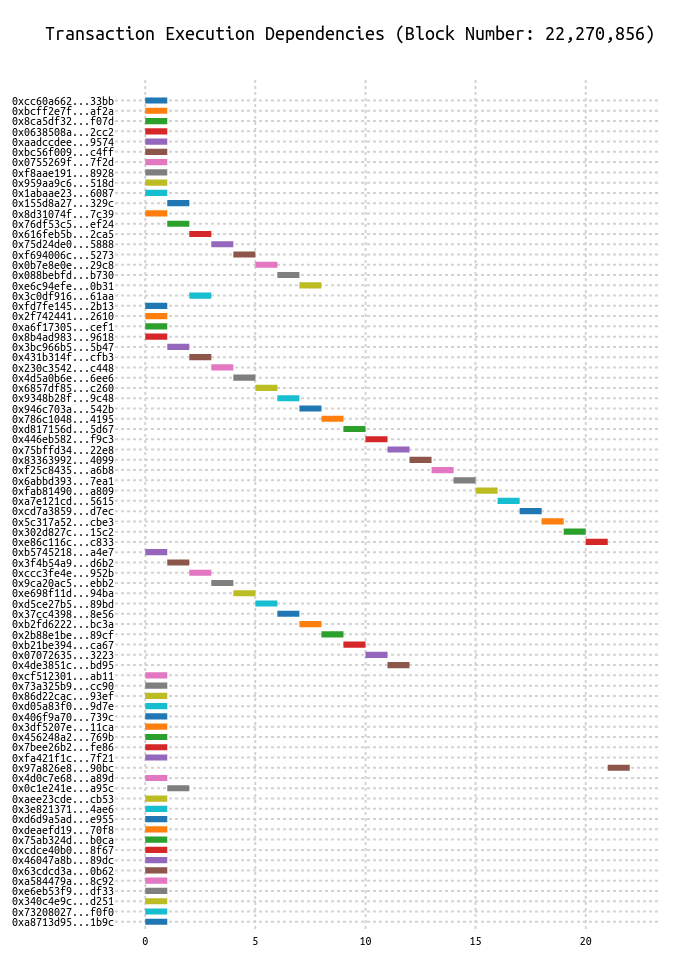 Transaction Execution Dependencies (Block Number: 22,270,856)
0xcc60a662...33bb
0xbcff2e7f...af2a
0x8ca5df32...f07d
0x0638508a...2cc2
0xaadccdee...9574
0xbc56f009...c4ff
0x0755269f...7f2d
0xf8aae191...8928
0x959aa9c6...518d
0x1abaae23...6087
0x155d8a27...329c
0x8d31074f...7c39
0x76df53c5...ef24
0x616feb5b...2ca5
0x75d24de0...5888
0xf694006c...5273
0x0b7e8e0e...29c8
0x088bebfd...b730
0xe6c94efe...0b31
0x3c0df916...61aa
0xfd7fe145...2b13
0x2f742441...2610
0xa6f17305...cef1
0x8b4ad983...9618
0x3bc966b5...5b47
0x431b314f...cfb3
0x230c3542...c448
0x4d5a0b6e...6ee6
0x6857df85...c260
0x9348b28f...9c48
0x946c703a...542b
0x786c1048...4195
0xd817156d...5d67
0x446eb582...f9c3
0x75bffd34...22e8
0x83363992...4099
0xf25c8435...a6b8
0x6abbd393...7ea1
0xfab81490...a809
0xa7e121cd...5615
0xcd7a3859...d7ec
0x5c317a52...cbe3
0x302d827c...15c2
0xe86c116c...c833
0xb5745218...a4e7
0x3f4b54a9...d6b2
0xccc3fe4e...952b
0x9ca20ac5...ebb2
0xe698f11d...94ba
0xd5ce27b5...89bd
0x37cc4398...8e56
0xb2fd6222...bc3a
0x2b88e1be...89cf
0xb21be394...ca67
0x07072635...3223
0x4de3851c...bd95
0xcf512301...ab11
0x73a325b9...cc90
0x86d22cac...93ef
0xd05a83f0...9d7e
0x406f9a70...739c
0x3df5207e...11ca
0x456248a2...769b
0x7bee26b2...fe86
0xfa421f1c...7f21
0x97a826e8...90bc
0x4d0c7e68...a89d
0x0c1e241e...a95c
0xaee23cde...cb53
0x3e821371...4ae6
0xd6d9a5ad...e955
0xdeaefd19...70f8
0x75ab324d...b0ca
0xcdce40b0...8f67
0x46047a8b...89dc
0x63cdcd3a...0b62
0xa584479a...8c92
0xe6eb53f9...df33
0x340c4e9c...d251
0x73208027...f0f0
0xa8713d95...1b9c
0 5 10 15 20